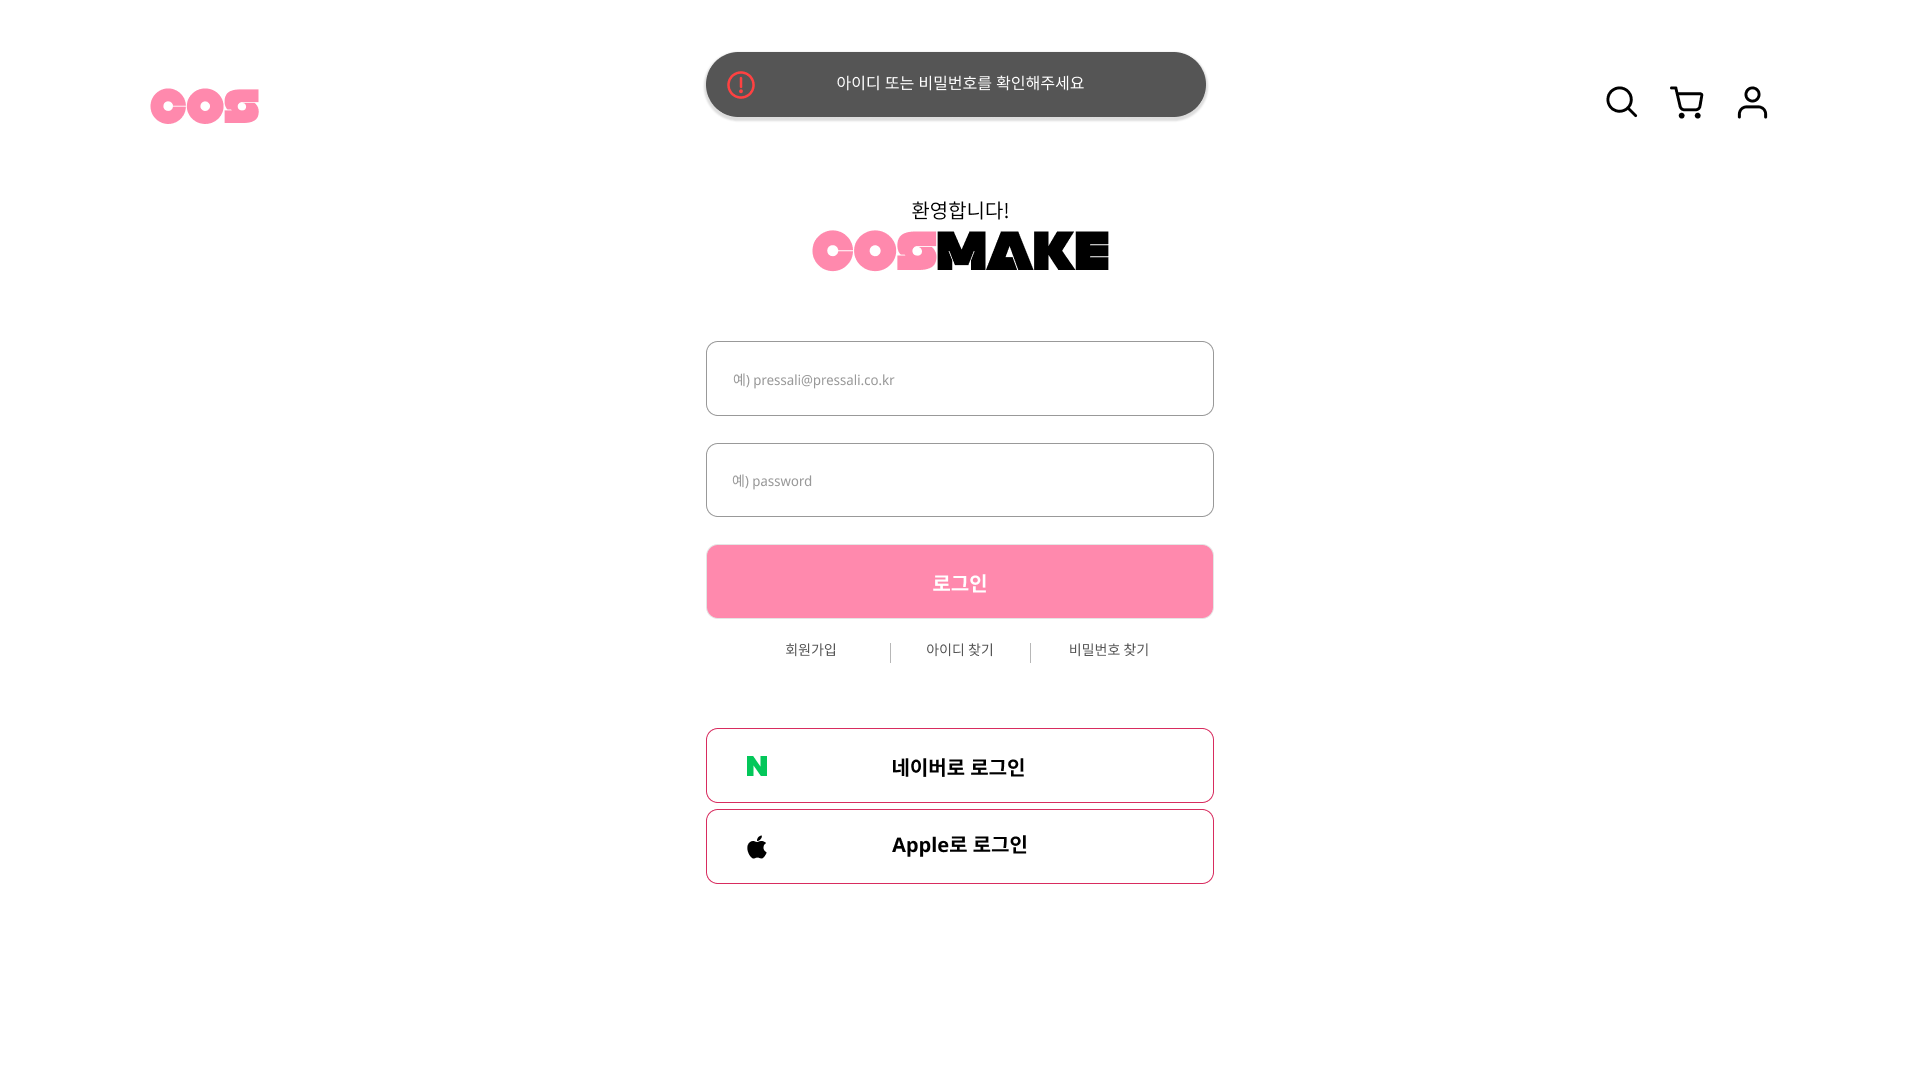 아이디 또는 비밀번호를 확인해주세요
COS
환영합니다!
COSMAKE
예) pressali@pressali.co.kr
예) password
로그인
회원가입
아이디 찾기
비밀번호 찾기
N 네이버로 로그인
Apple로 로그인